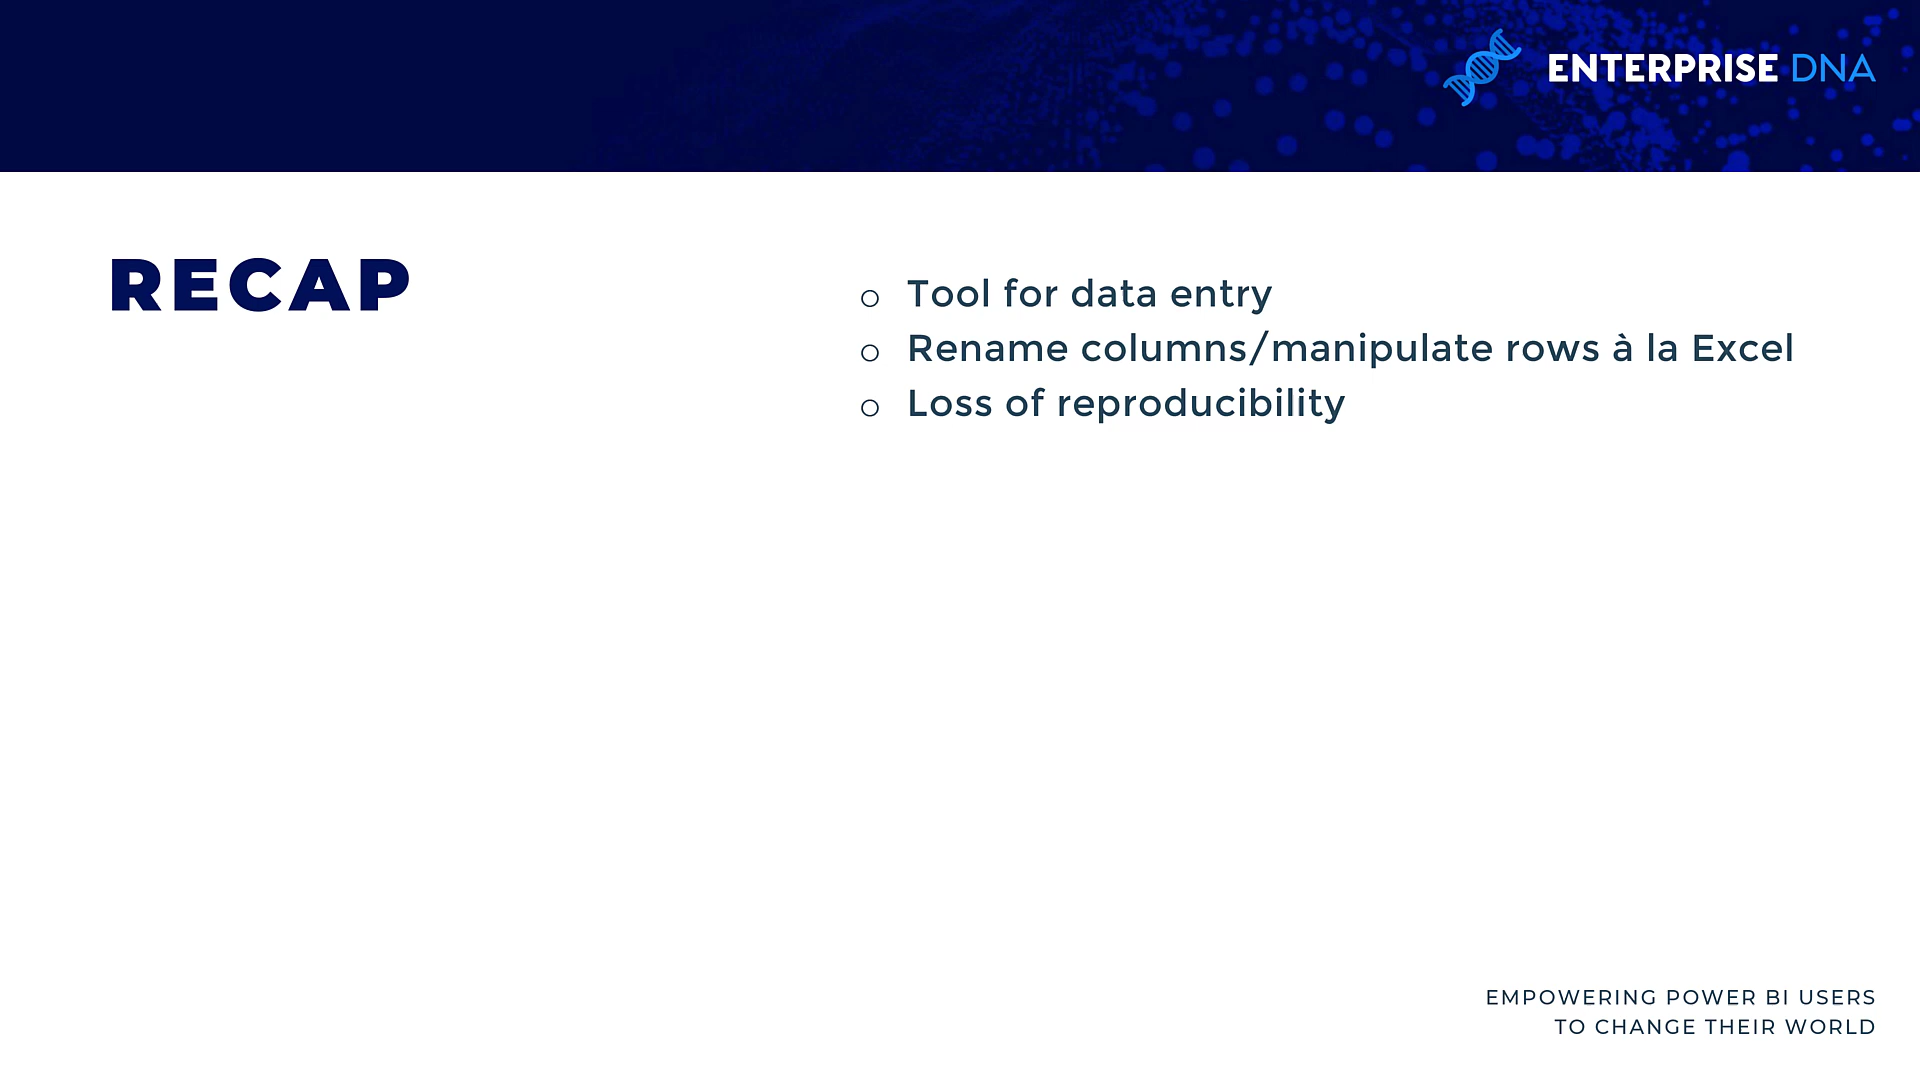 ENTERPRISE DNA
RECAP
Tool for data entry
Rename columns/manipulate rows à la Excel
Loss of reproducibility
EMPOWERING POWER BI USERS
TO CHANGE THEIR WORLD